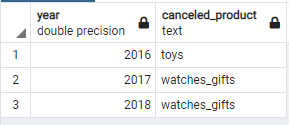 year canceled_product
double precision text
1 2016 toys
2 2017 watches_gifts
3 2018 watches_gifts